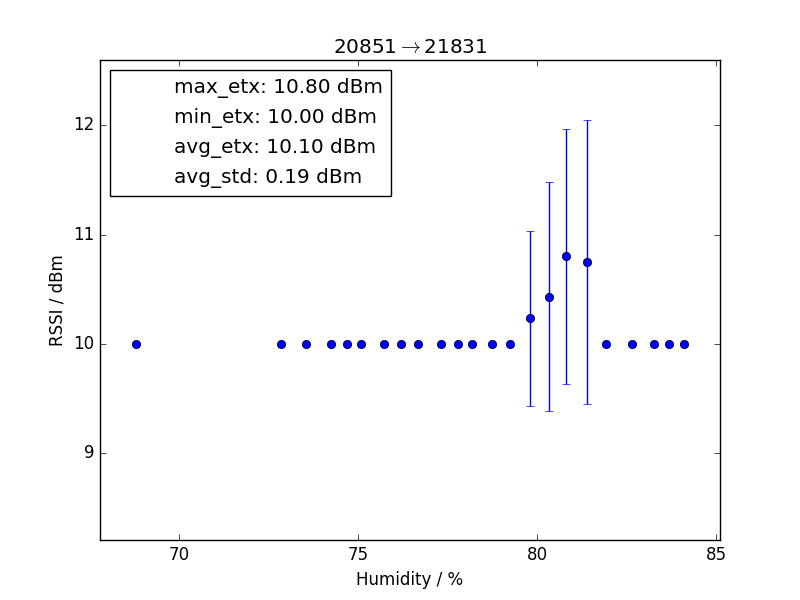 20851→21831
max_etx: 10.80 dBm
min_etx: 10.00 dBm
avg_etx: 10.10 dBm
avg_std: 0.19 dBm
RSSI / dBm
12
11
10
9
70 75 80 85
Humidity / %